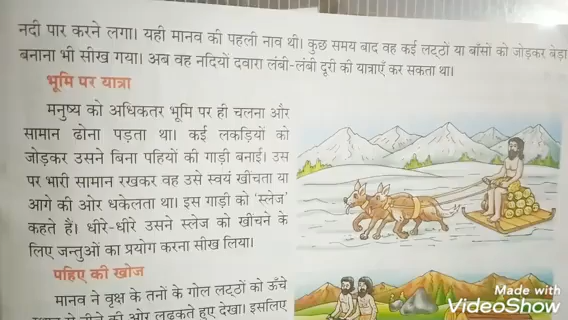 नदी पार करने लगा। यही मानव की पहली नाव थी। कुछ समय बाद वह कई लट्ठों या बाँसों को जोड़कर बेड़ा
बनाना भी सीख गया। अब वह नदियों दवारा लंबी-लंबी दूरी की यात्राएँ कर सकता था।
भूमि पर यात्रा
मनुष्य को अधिकतर भूमि पर ही चलना और
सामान ढोना पड़ता था। कई लकड़ियों को
जोड़कर उसने बिना पहियों की गाड़ी बनाई। उस
पर भारी सामान रखकर वह उसे स्वयं खींचता या
आगे की ओर धकेलता था। इस गाड़ी को 'स्लेज'
कहते हैं। धीरे-धीरे उसने स्लेज को खींचने के
लिए जन्तुओं का प्रयोग करना सीख लिया।
पहिए की खोज
मानव ने वृक्ष के तनों के गोल लट्ठों को ऊँचे
से नीचे की ओर लुढ़कते हुए देखा। इसलिए
Made with
VideoShow